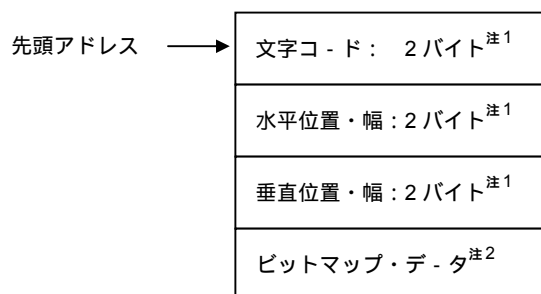 先頭アドレス
文字コ - ド： 2 バイト注1
水平位置・幅：2 バイト注1
垂直位置・幅：2 バイト注1
ビットマップ・デ - タ注2